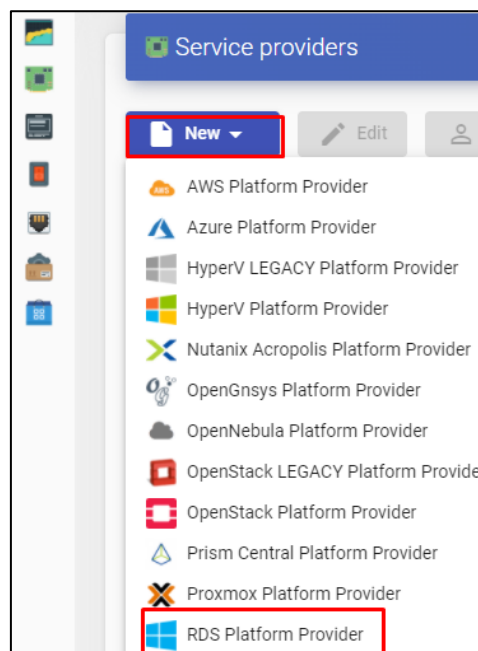 Service providers
New
Edit
AWS Platform Provider
Azure Platform Provider
HyperV LEGACY Platform Provider
HyperV Platform Provider
Nutanix Acropolis Platform Provider
OpenGnsys Platform Provider
OpenNebula Platform Provider
OpenStack LEGACY Platform Provide
OpenStack Platform Provider
Prism Central Platform Provider
Proxmox Platform Provider
RDS Platform Provider